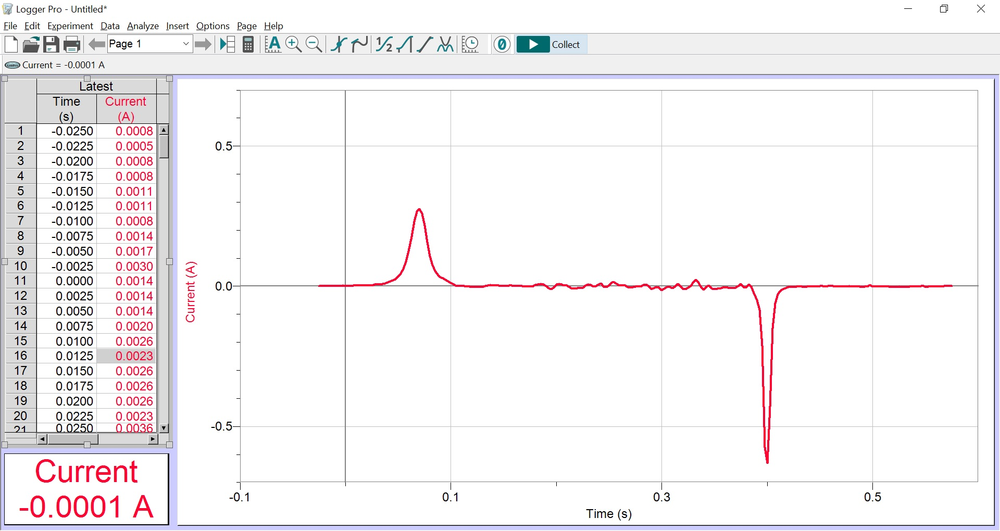 Logger Pro - Untitled*
File Edit Experiment Data Analyze Insert Options Page Help
Page 1
Collect
LabPro Current = -0.0001 A
Latest
Time Current
(s) (A)
1 -0.0250 0.0008
2 -0.0225 0.0005
3 -0.0200 0.0008
4 -0.0175 0.0008
5 -0.0150 0.0011
6 -0.0125 0.0011
7 -0.0100 0.0008
8 -0.0075 0.0014
9 -0.0050 0.0017
10 -0.0025 0.0030
11 0.0000 0.0014
12 0.0025 0.0014
13 0.0050 0.0014
14 0.0075 0.0020
15 0.0100 0.0026
16 0.0125 0.0023
17 0.0150 0.0026
18 0.0175 0.0026
19 0.0200 0.0026
20 0.0225 0.0023
21 0.0250 0.0036
Current
-0.0001 A
Current (A)
0.5
0.0
-0.5
-0.1 0.1 0.3 0.5
Time (s)